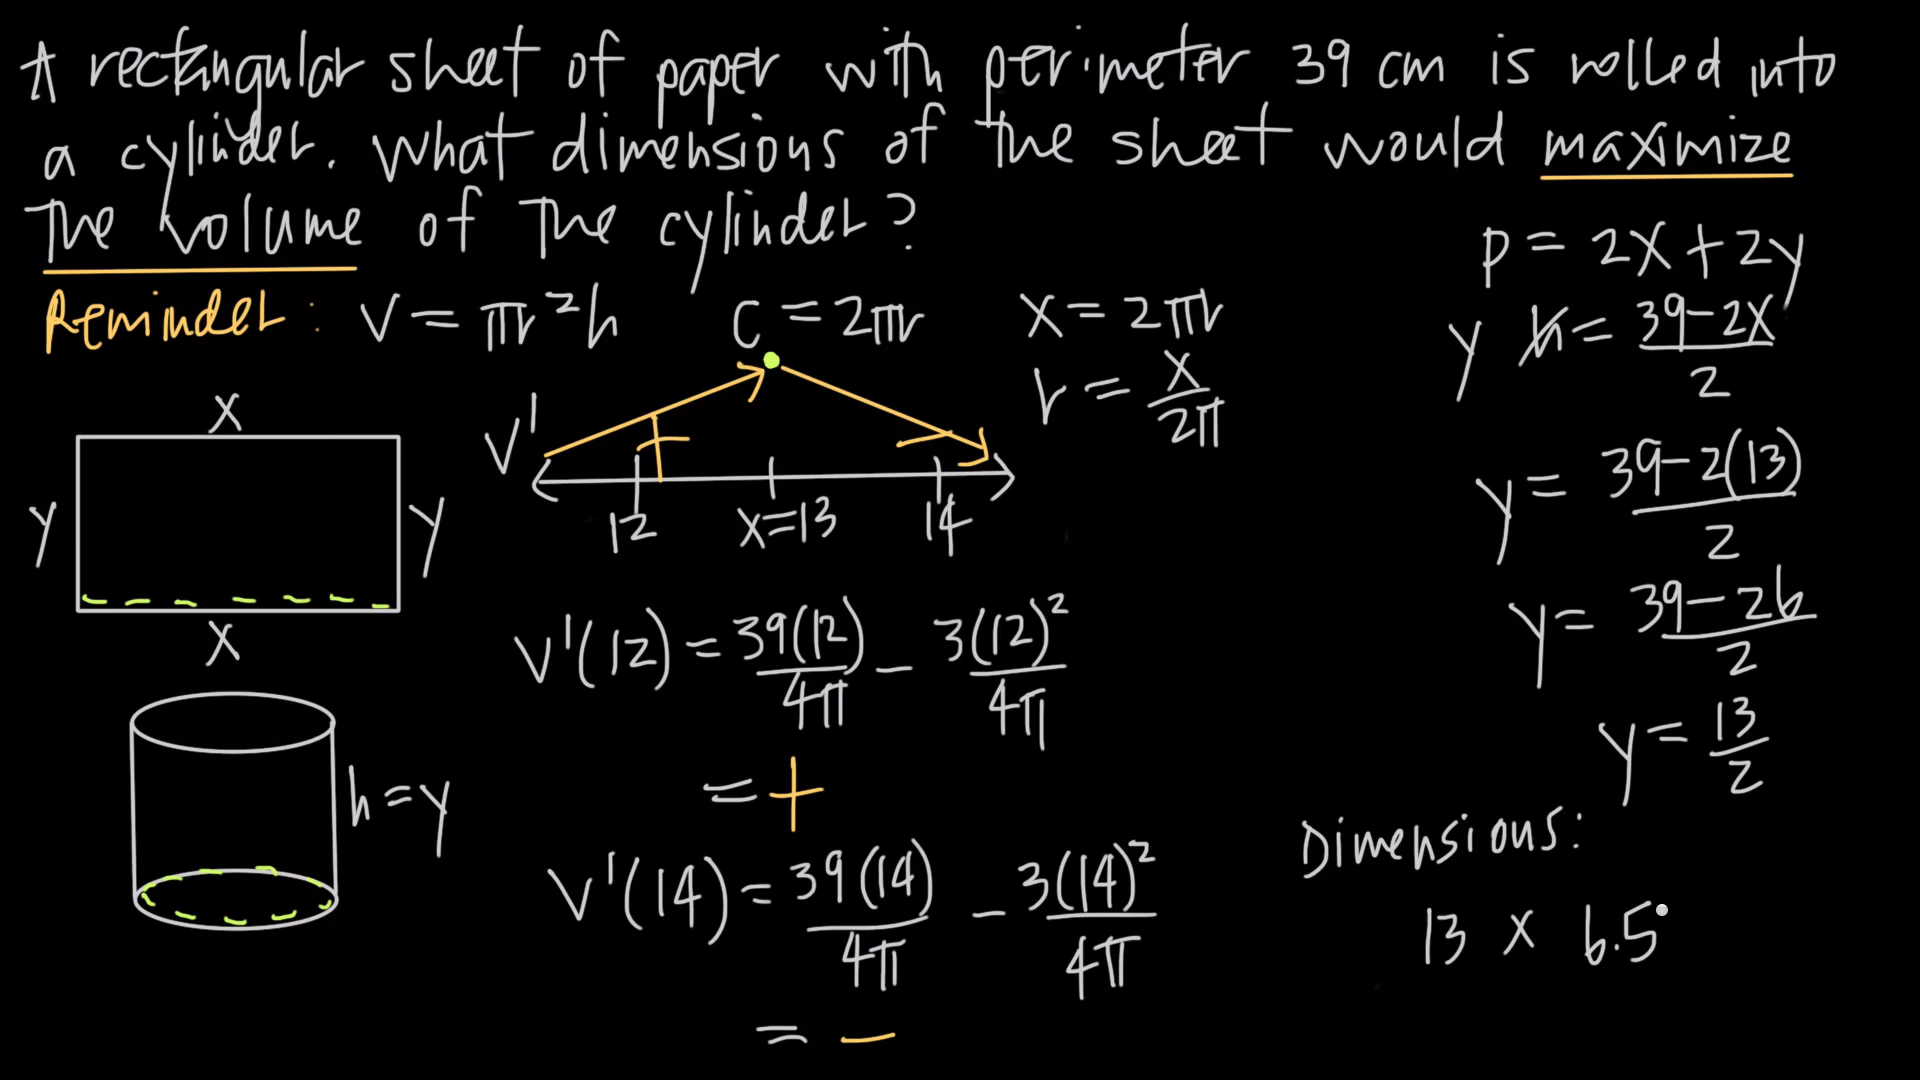 A rectangular sheet of paper with perimeter 39 cm is rolled into
a cylinder. What dimensions of the sheet would maximize
the volume of the cylinder?
Reminder: V = πr²h C = 2πr x = 2πr
r = x/2π
P = 2x + 2y
y h = (39-2x)/2
y = (39-2(13))/2
y = (39-26)/2
y = 13/2
Dimensions:
13 x 6.5
x
y y
x
h = y
V'
12 x=13 14
V'(12) = 39(12)/4π - 3(12)²/4π
= +
V'(14) = 39(14)/4π - 3(14)²/4π
= -